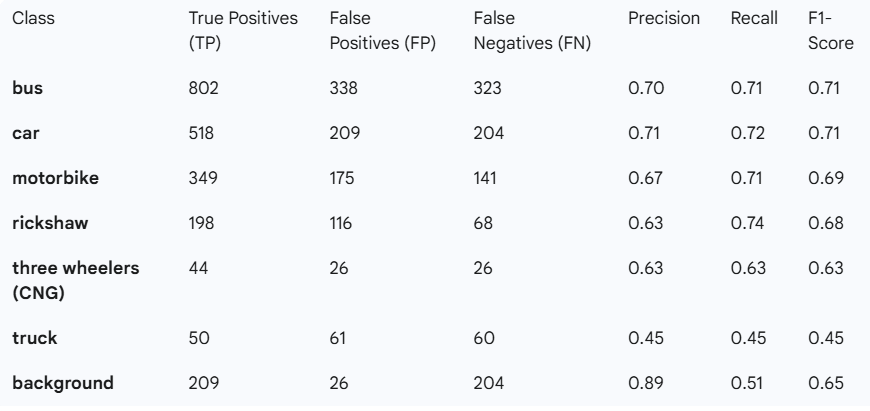 Class True Positives (TP) False Positives (FP) False Negatives (FN) Precision Recall F1-Score
bus 802 338 323 0.70 0.71 0.71
car 518 209 204 0.71 0.72 0.71
motorbike 349 175 141 0.67 0.71 0.69
rickshaw 198 116 68 0.63 0.74 0.68
three wheelers (CNG) 44 26 26 0.63 0.63 0.63
truck 50 61 60 0.45 0.45 0.45
background 209 26 204 0.89 0.51 0.65